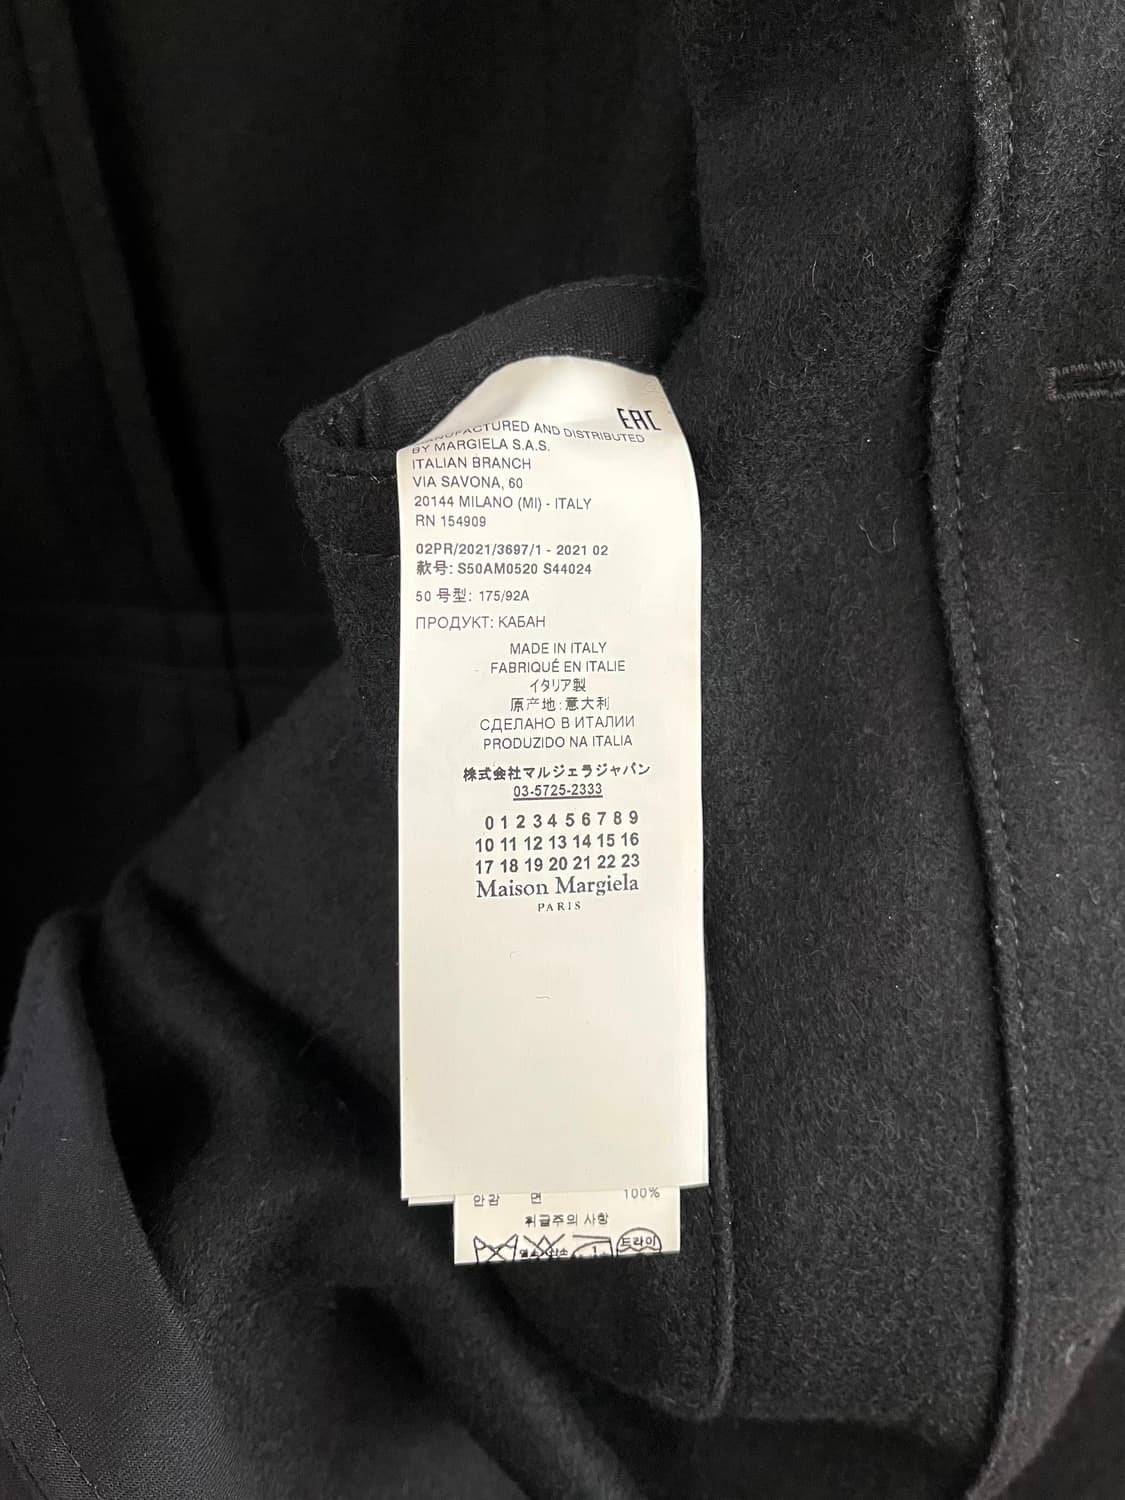 EAC
MANUFACTURED AND DISTRIBUTED
BY MARGIELA S.A.S.
ITALIAN BRANCH
VIA SAVONA, 60
20144 MILANO (MI) - ITALY
RN 154909
02PR/2021/3697/1 - 2021 02
款号: S50AM0520 S44024
50 号型: 175/92A
ПРОДУКТ: КАБАН
MADE IN ITALY
FABRIQUÉ EN ITALIE
イタリア製
原产地:意大利
СДЕЛАНО В ИТАЛИИ
PRODUZIDO NA ITALIA
株式会社マルジェラジャパン
03-5725-2333
0 1 2 3 4 5 6 7 8 9
10 11 12 13 14 15 16
17 18 19 20 21 22 23
Maison Margiela
PARIS
안감 면 100%
취급주의 사항
드라이